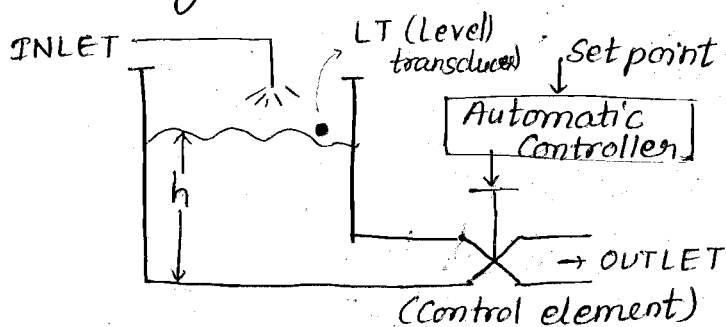 INLET
LT (Level)
transducer)
Set point
Automatic
Controller
h
→ OUTLET
(Control element)